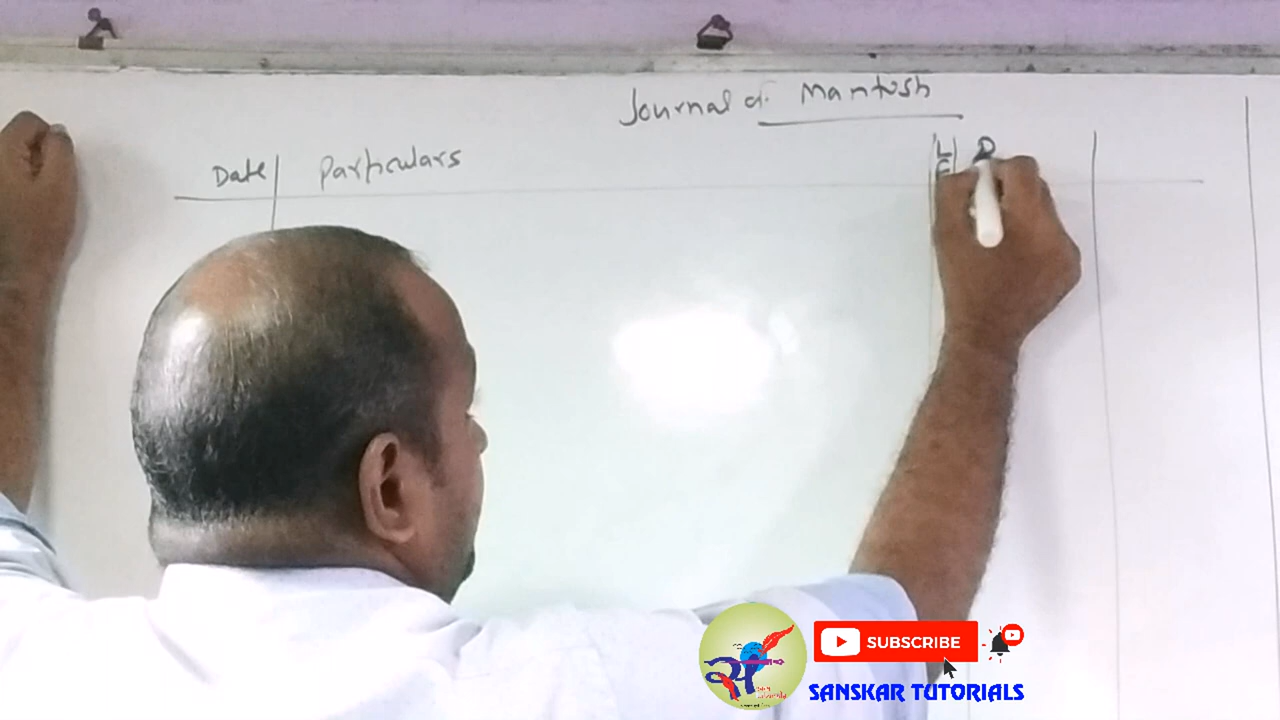 Journal of Mantosh
Date Particulars L F D
SUBSCRIBE
SANSKAR TUTORIALS